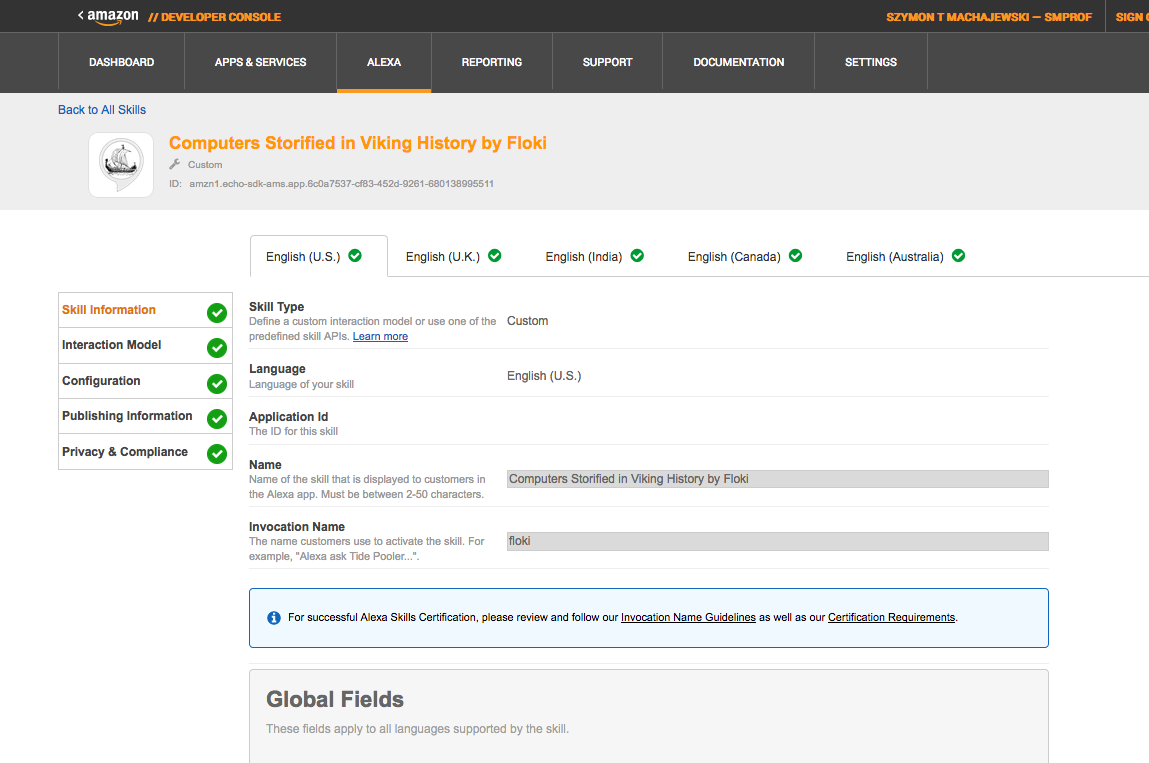 < amazon // DEVELOPER CONSOLE
SZYMON T MACHAJEWSKI — SMPROF
SIGN
DASHBOARD
APPS & SERVICES
ALEXA
REPORTING
SUPPORT
DOCUMENTATION
SETTINGS
Back to All Skills
Computers Storified in Viking History by Floki
Custom
ID: amzn1.echo-sdk-ams.app.6c0a7537-cf83-452d-9261-680138995511
English (U.S.)
English (U.K.)
English (India)
English (Canada)
English (Australia)
Skill Information
Interaction Model
Configuration
Publishing Information
Privacy & Compliance
Skill Type
Define a custom interaction model or use one of the
predefined skill APIs. Learn more
Custom
Language
Language of your skill
English (U.S.)
Application Id
The ID for this skill
Name
Name of the skill that is displayed to customers in
the Alexa app. Must be between 2-50 characters.
Computers Storified in Viking History by Floki
Invocation Name
The name customers use to activate the skill. For
example, "Alexa ask Tide Pooler...".
floki
For successful Alexa Skills Certification, please review and follow our Invocation Name Guidelines as well as our Certification Requirements.
Global Fields
These fields apply to all languages supported by the skill.